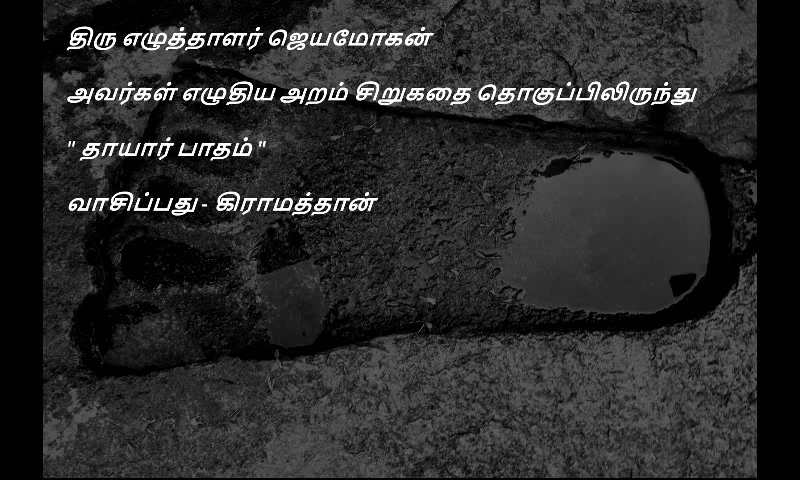 திரு எழுத்தாளர் ஜெயமோகன்
அவர்கள் எழுதிய அறம் சிறுகதை தொகுப்பிலிருந்து
" தாயார் பாதம் "
வாசிப்பது - கிராமத்தான்